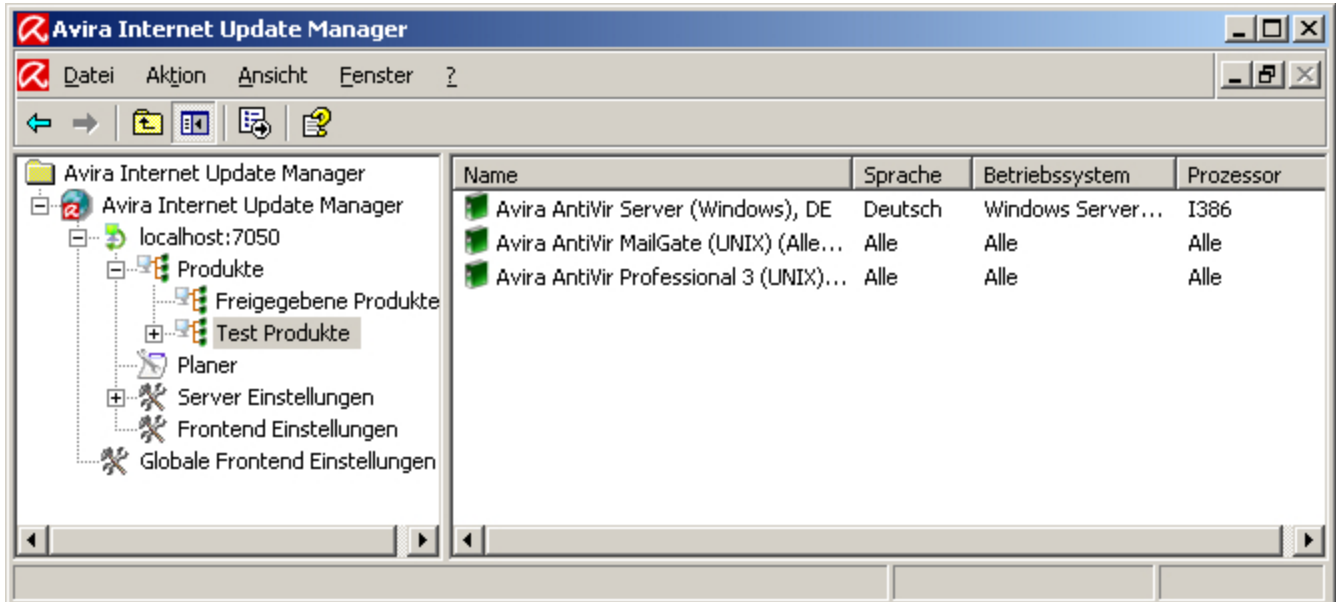 Avira Internet Update Manager
Datei Aktion Ansicht Fenster ?
Avira Internet Update Manager
Avira Internet Update Manager
localhost:7050
Produkte
Freigegebene Produkte
Test Produkte
Planer
Server Einstellungen
Frontend Einstellungen
Globale Frontend Einstellungen
Name Sprache Betriebssystem Prozessor
Avira AntiVir Server (Windows), DE Deutsch Windows Server... I386
Avira AntiVir MailGate (UNIX) (Alle... Alle Alle Alle
Avira AntiVir Professional 3 (UNIX)... Alle Alle Alle